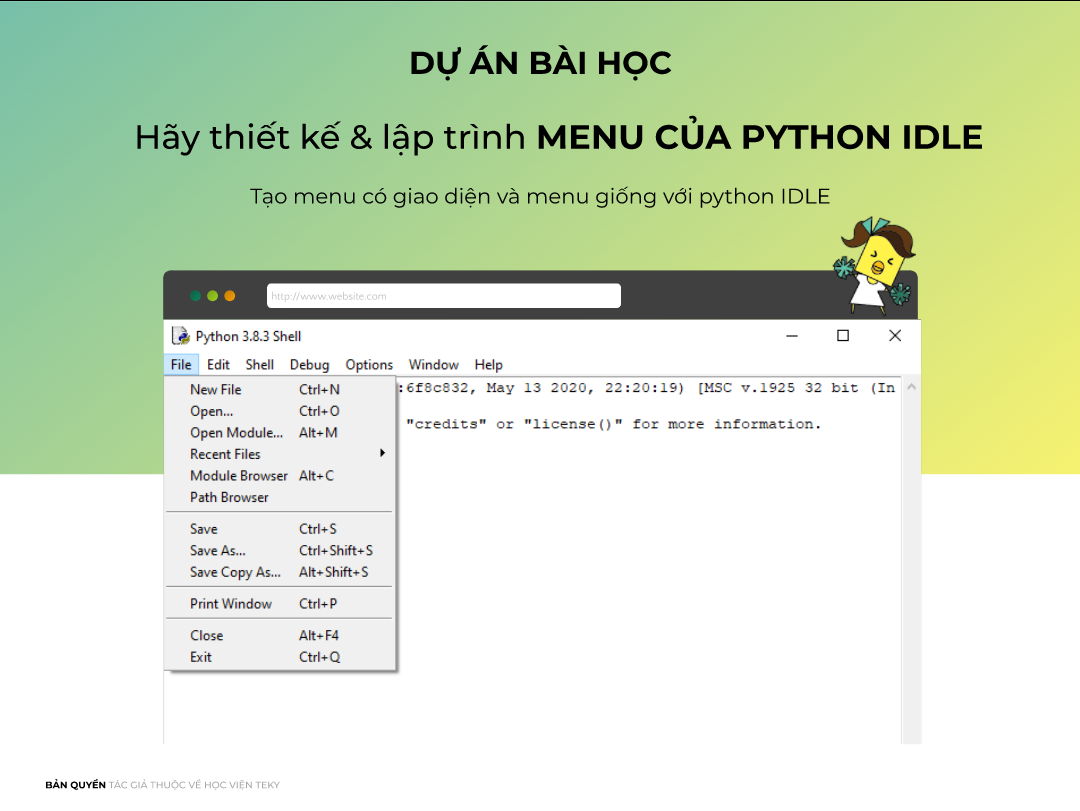 DỰ ÁN BÀI HỌC
Hãy thiết kế & lập trình MENU CỦA PYTHON IDLE
Tạo menu có giao diện và menu giống với python IDLE
http://www.website.com
Python 3.8.3 Shell
File Edit Shell Debug Options Window Help
:6f8c832, May 13 2020, 22:20:19) [MSC v.1925 32 bit (In
"credits" or "license()" for more information.
New File Ctrl+N
Open... Ctrl+O
Open Module... Alt+M
Recent Files
Module Browser Alt+C
Path Browser
Save Ctrl+S
Save As... Ctrl+Shift+S
Save Copy As... Alt+Shift+S
Print Window Ctrl+P
Close Alt+F4
Exit Ctrl+Q
BẢN QUYỀN TÁC GIẢ THUỘC VỀ HỌC VIỆN TEKY